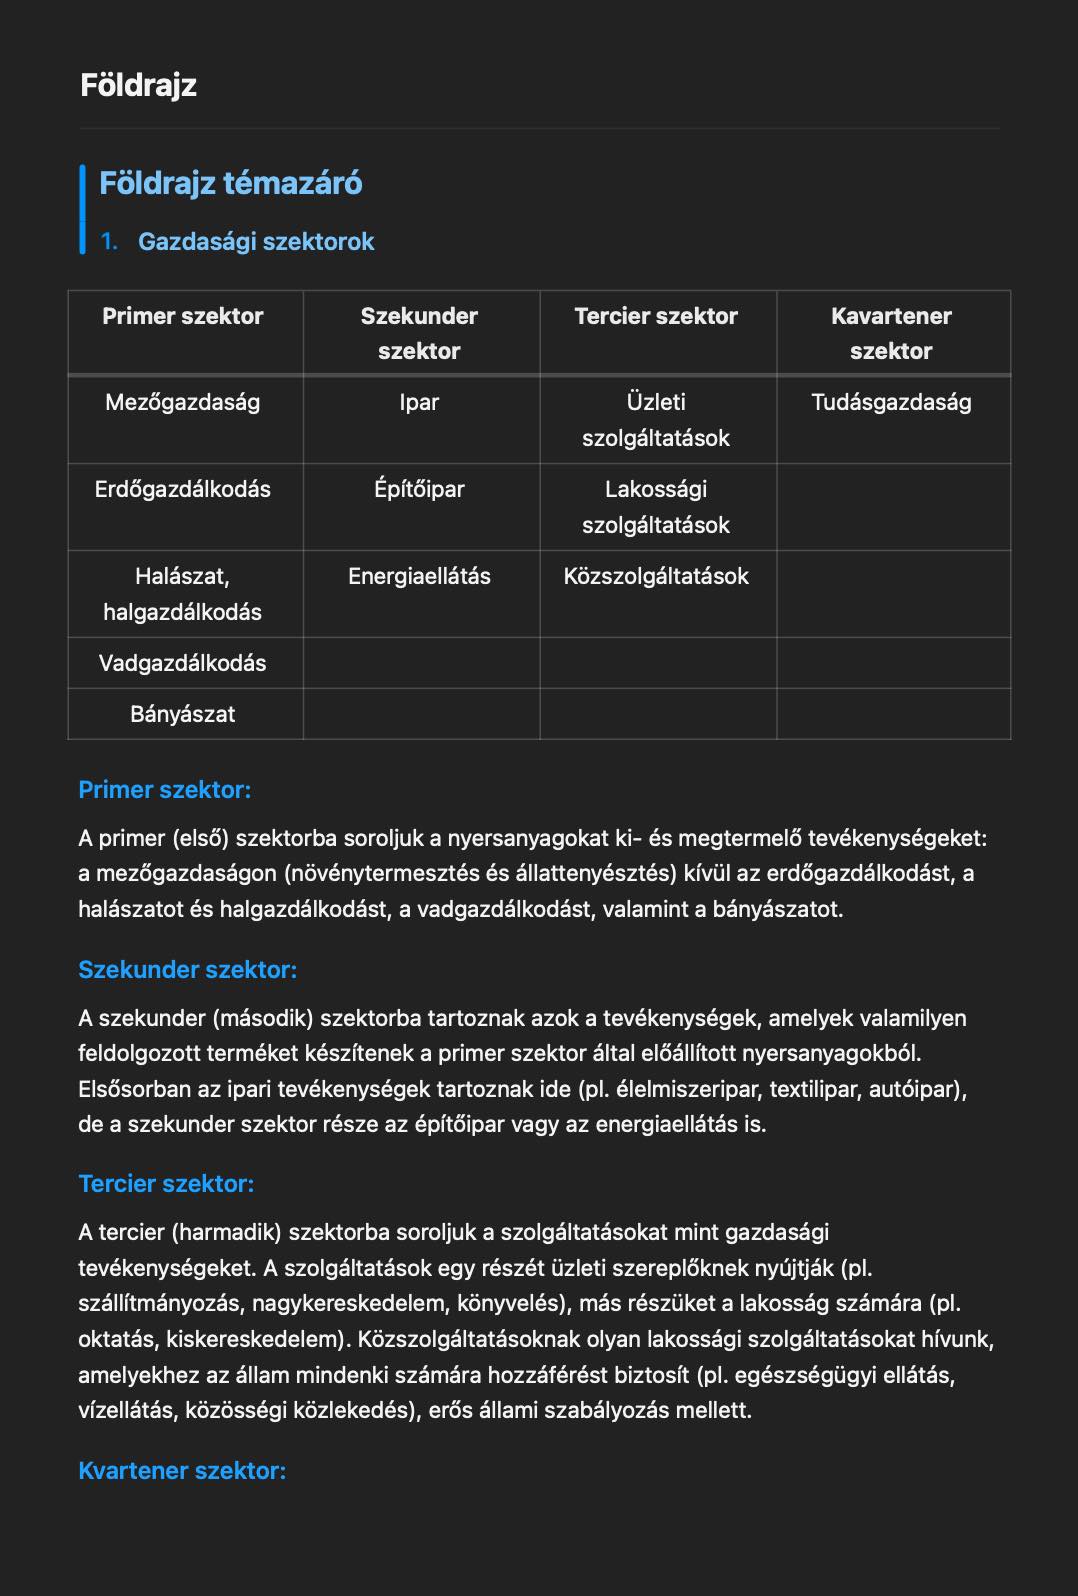 Földrajz
Földrajz témazáró
1. Gazdasági szektorok
Primer szektor
Szekunder
szektor
Tercier szektor
Kavartener
szektor
Mezőgazdaság
Ipar
Üzleti
szolgáltatások
Tudásgazdaság
Erdőgazdálkodás
Építőipar
Lakossági
szolgáltatások
Halászat,
halgazdálkodás
Energiaellátás
Közszolgáltatások
Vadgazdálkodás
Bányászat
Primer szektor:
A primer (első) szektorba soroljuk a nyersanyagokat ki- és megtermelő tevékenységeket:
a mezőgazdaságon (növénytermesztés és állattenyésztés) kívül az erdőgazdálkodást, a
halászatot és halgazdálkodást, a vadgazdálkodást, valamint a bányászatot.
Szekunder szektor:
A szekunder (második) szektorba tartoznak azok a tevékenységek, amelyek valamilyen
feldolgozott terméket készítenek a primer szektor által előállított nyersanyagokból.
Elsősorban az ipari tevékenységek tartoznak ide (pl. élelmiszeripar, textilipar, autóipar),
de a szekunder szektor része az építőipar vagy az energiaellátás is.
Tercier szektor:
A tercier (harmadik) szektorba soroljuk a szolgáltatásokat mint gazdasági
tevékenységeket. A szolgáltatások egy részét üzleti szereplőknek nyújtják (pl.
szállítmányozás, nagykereskedelem, könyvelés), más részüket a lakosság számára (pl.
oktatás, kiskereskedelem). Közszolgáltatásoknak olyan lakossági szolgáltatásokat hívunk,
amelyekhez az állam mindenki számára hozzáférést biztosít (pl. egészségügyi ellátás,
vízellátás, közösségi közlekedés), erős állami szabályozás mellett.
Kvartener szektor: